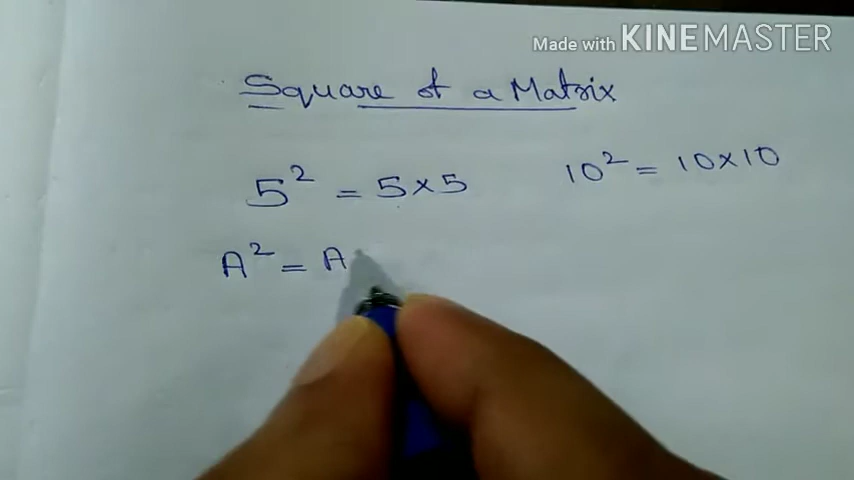 Made with KINEMASTER
Square of a Matrix
5² = 5×5
10² = 10×10
A² = A